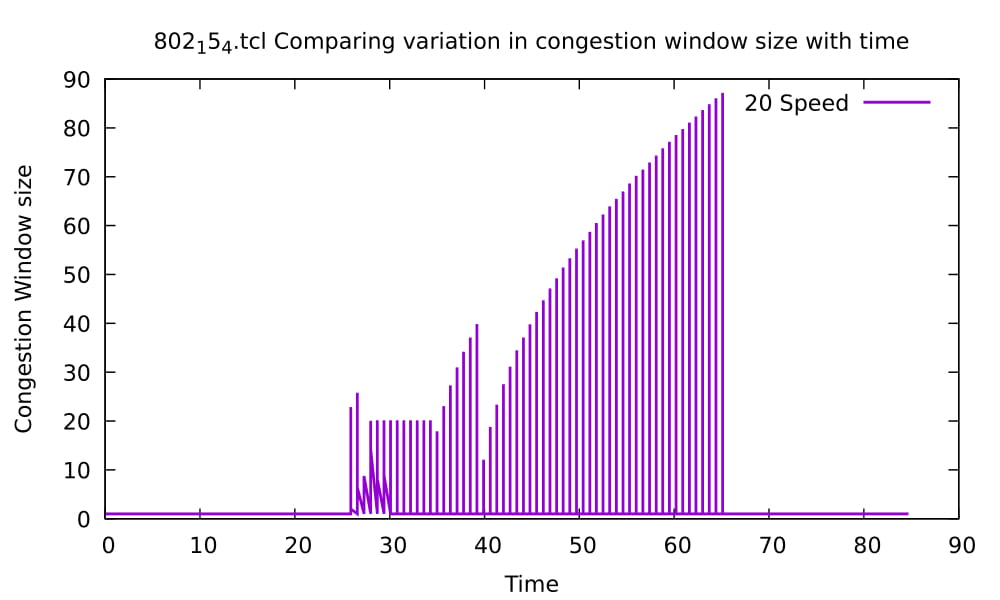 802₁5₄.tcl Comparing variation in congestion window size with time
90
80
70
60
50
40
30
20
10
0
Congestion Window size
20 Speed
0 10 20 30 40 50 60 70 80 90
Time